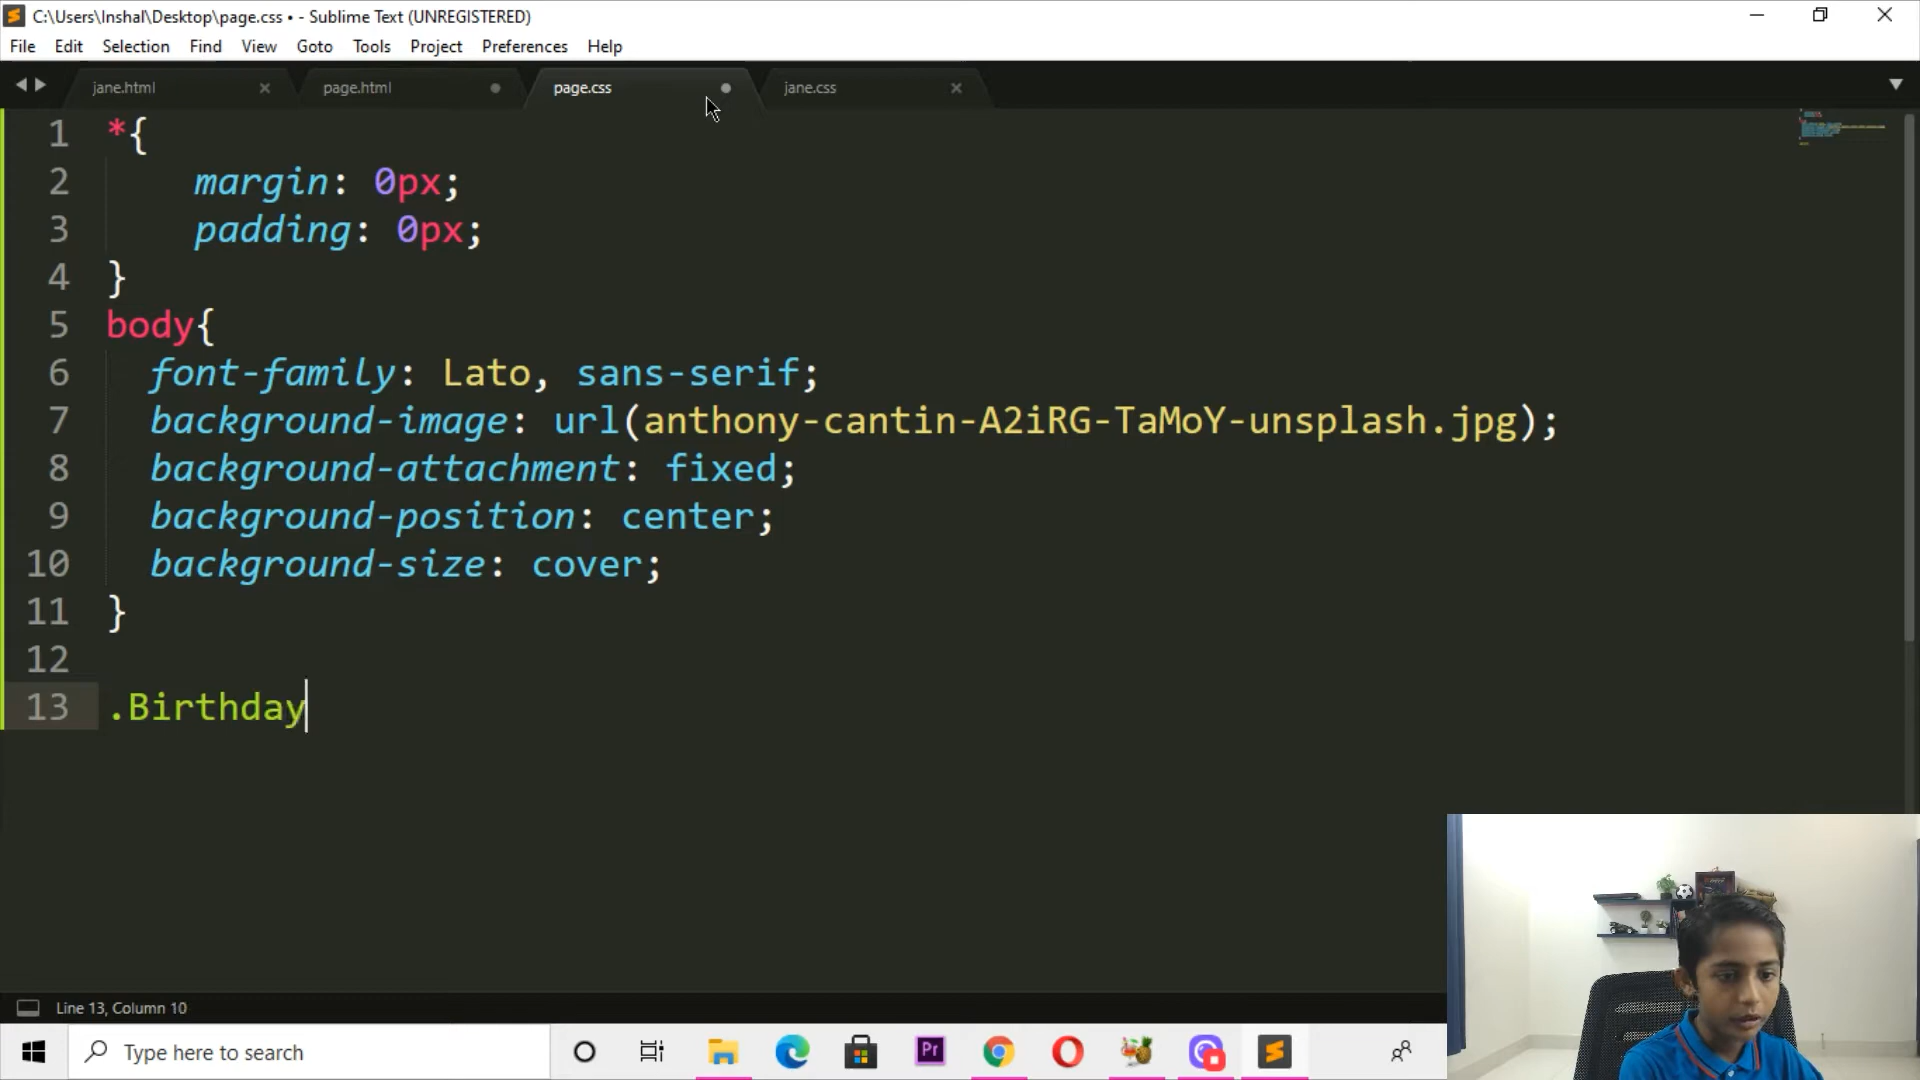 C:\Users\Inshal\Desktop\page.css • - Sublime Text (UNREGISTERED)
File Edit Selection Find View Goto Tools Project Preferences Help
jane.html page.html page.css jane.css
1 *{
2 margin: 0px;
3 padding: 0px;
4 }
5 body{
6 font-family: Lato, sans-serif;
7 background-image: url(anthony-cantin-A2iRG-TaMoY-unsplash.jpg);
8 background-attachment: fixed;
9 background-position: center;
10 background-size: cover;
11 }
12
13 .Birthday
Line 13, Column 10
Type here to search
Pr